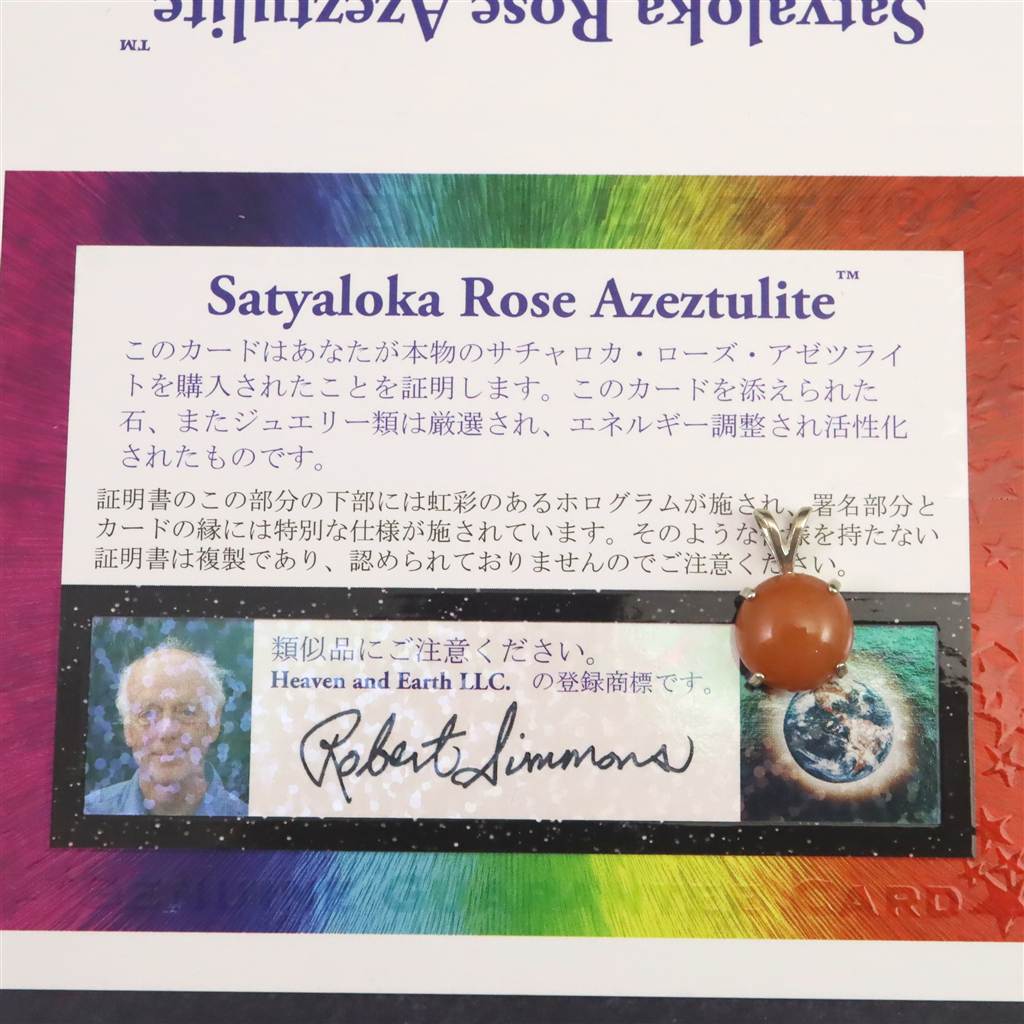 Satyaloka Rose Azeztulite
TM
Satyaloka Rose Azeztulite™
このカードはあなたが本物のサチャロカ・ローズ・アゼツライ
トを購入されたことを証明します。このカードを添えられた
石、またジュエリー類は厳選され、エネルギー調整され活性化
されたものです。
証明書のこの部分の下部には虹彩のあるホログラムが施され、署名部分と
カードの縁には特別な仕様が施されています。そのような 様を持たない
証明書は複製であり、認められておりませんのでご注意ください。
類似品にご注意ください。
Heaven and Earth LLC. の登録商標です。
Robert Simmons
GENUINE GUARANTEE CARD